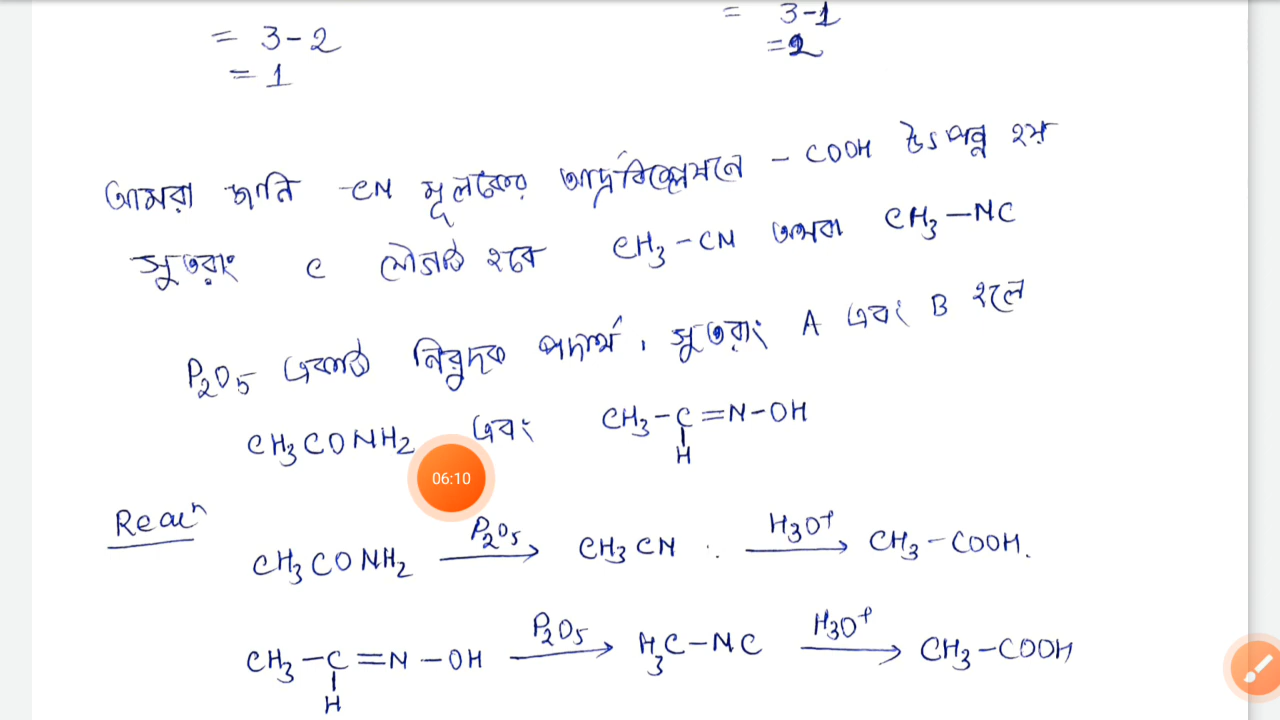 = 3-2
= 1
= 3-1
=2
আমরা জানি -CN মূলকের আর্দ্রবিশ্লেষনে - COOH উৎপন্ন হয়
সুতরাং C যৌগটি হবে CH3-CN অথবা CH3-NC
P2O5 একটি নিরুদক পদার্থ, সুতরাং A এবং B হলে
CH3CONH2 এবং CH3-C=N-OH
H
06:10
Reacn
CH3CONH2 P2O5 → CH3CN H3O+ → CH3-COOH.
CH3-C=N-OH P2O5 → H3C-NC H3O+ → CH3-COOH
H